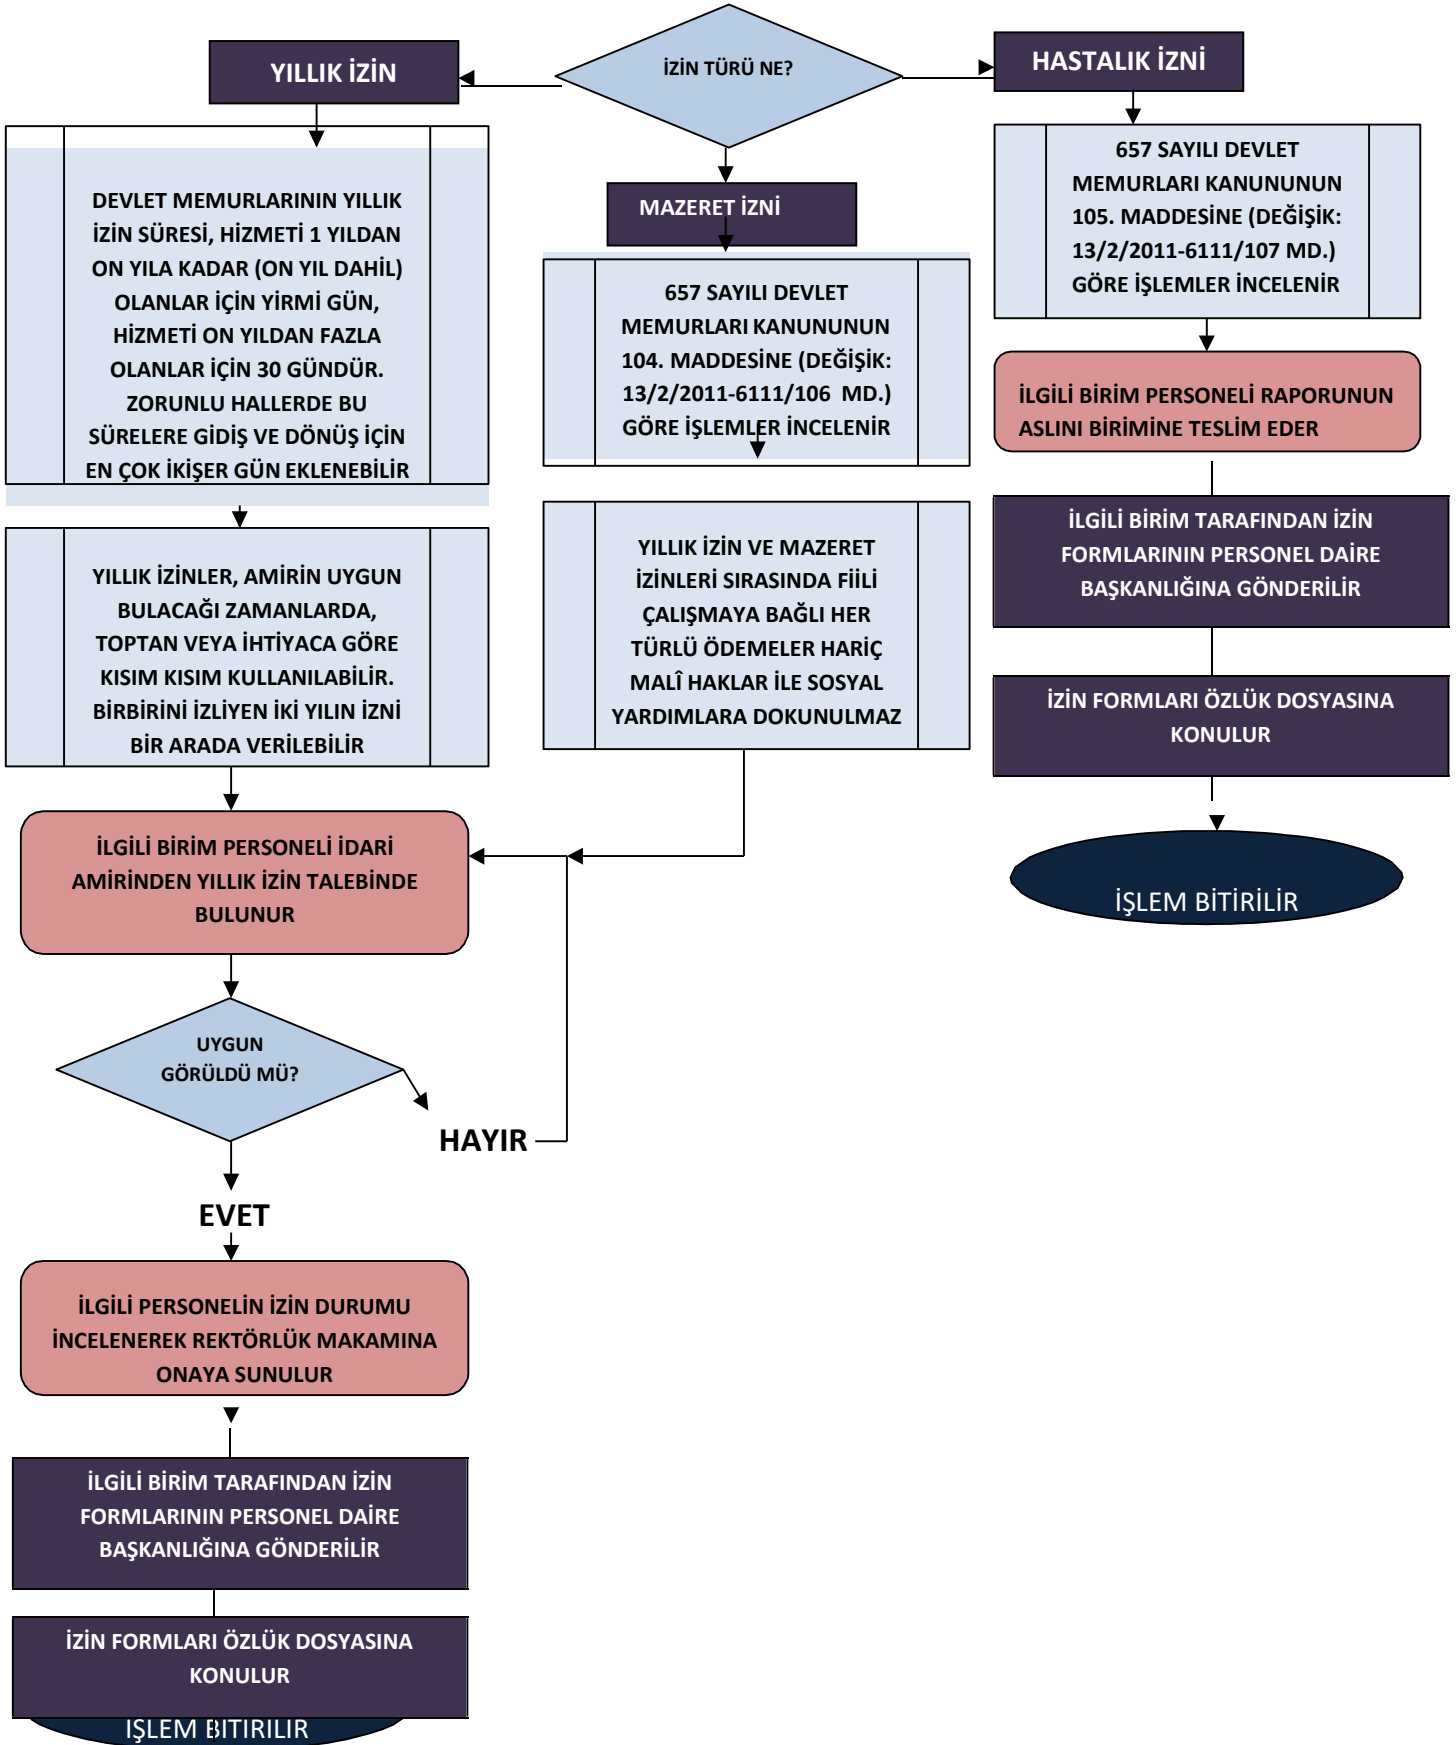 İZİN TÜRÜ NE?
YILLIK İZİN
DEVLET MEMURLARININ YILLIK
İZİN SÜRESİ, HİZMETİ 1 YILDAN
ON YILA KADAR (ON YIL DAHİL)
OLANLAR İÇİN YİRMİ GÜN,
HİZMETİ ON YILDAN FAZLA
OLANLAR İÇİN 30 GÜNDÜR.
ZORUNLU HALLERDE BU
SÜRELERE GİDİŞ VE DÖNÜŞ İÇİN
EN ÇOK İKİŞER GÜN EKLENEBİLİR
YILLIK İZİNLER, AMİRİN UYGUN
BULACAĞI ZAMANLARDA,
TOPTAN VEYA İHTİYACA GÖRE
KISIM KISIM KULLANILABİLİR.
BİRBİRİNİ İZLİYEN İKİ YILIN İZNİ
BİR ARADA VERİLEBİLİR
MAZERET İZNİ
657 SAYILI DEVLET
MEMURLARI KANUNUNUN
104. MADDESİNE (DEĞİŞİK:
13/2/2011-6111/106 MD.)
GÖRE İŞLEMLER İNCELENİR
YILLIK İZİN VE MAZERET
İZİNLERİ SIRASINDA FİİLİ
ÇALIŞMAYA BAĞLI HER
TÜRLÜ ÖDEMELER HARİÇ
MALÎ HAKLAR İLE SOSYAL
YARDIMLARA DOKUNULMAZ
HASTALIK İZNİ
657 SAYILI DEVLET
MEMURLARI KANUNUNUN
105. MADDESİNE (DEĞİŞİK:
13/2/2011-6111/107 MD.)
GÖRE İŞLEMLER İNCELENİR
İLGİLİ BİRİM PERSONELİ RAPORUNUN
ASLINI BİRİMİNE TESLİM EDER
İLGİLİ BİRİM TARAFINDAN İZİN
FORMLARININ PERSONEL DAİRE
BAŞKANLIĞINA GÖNDERİLİR
İZİN FORMLARI ÖZLÜK DOSYASINA
KONULUR
İŞLEM BİTİRİLİR
İLGİLİ BİRİM PERSONELİ İDARİ
AMİRİNDEN YILLIK İZİN TALEBİNDE
BULUNUR
UYGUN
GÖRÜLDÜ MÜ?
HAYIR
EVET
İLGİLİ PERSONELİN İZİN DURUMU
İNCELENEREK REKTÖRLÜK MAKAMINA
ONAYA SUNULUR
İLGİLİ BİRİM TARAFINDAN İZİN
FORMLARININ PERSONEL DAİRE
BAŞKANLIĞINA GÖNDERİLİR
İZİN FORMLARI ÖZLÜK DOSYASINA
KONULUR
İŞLEM BİTİRİLİR